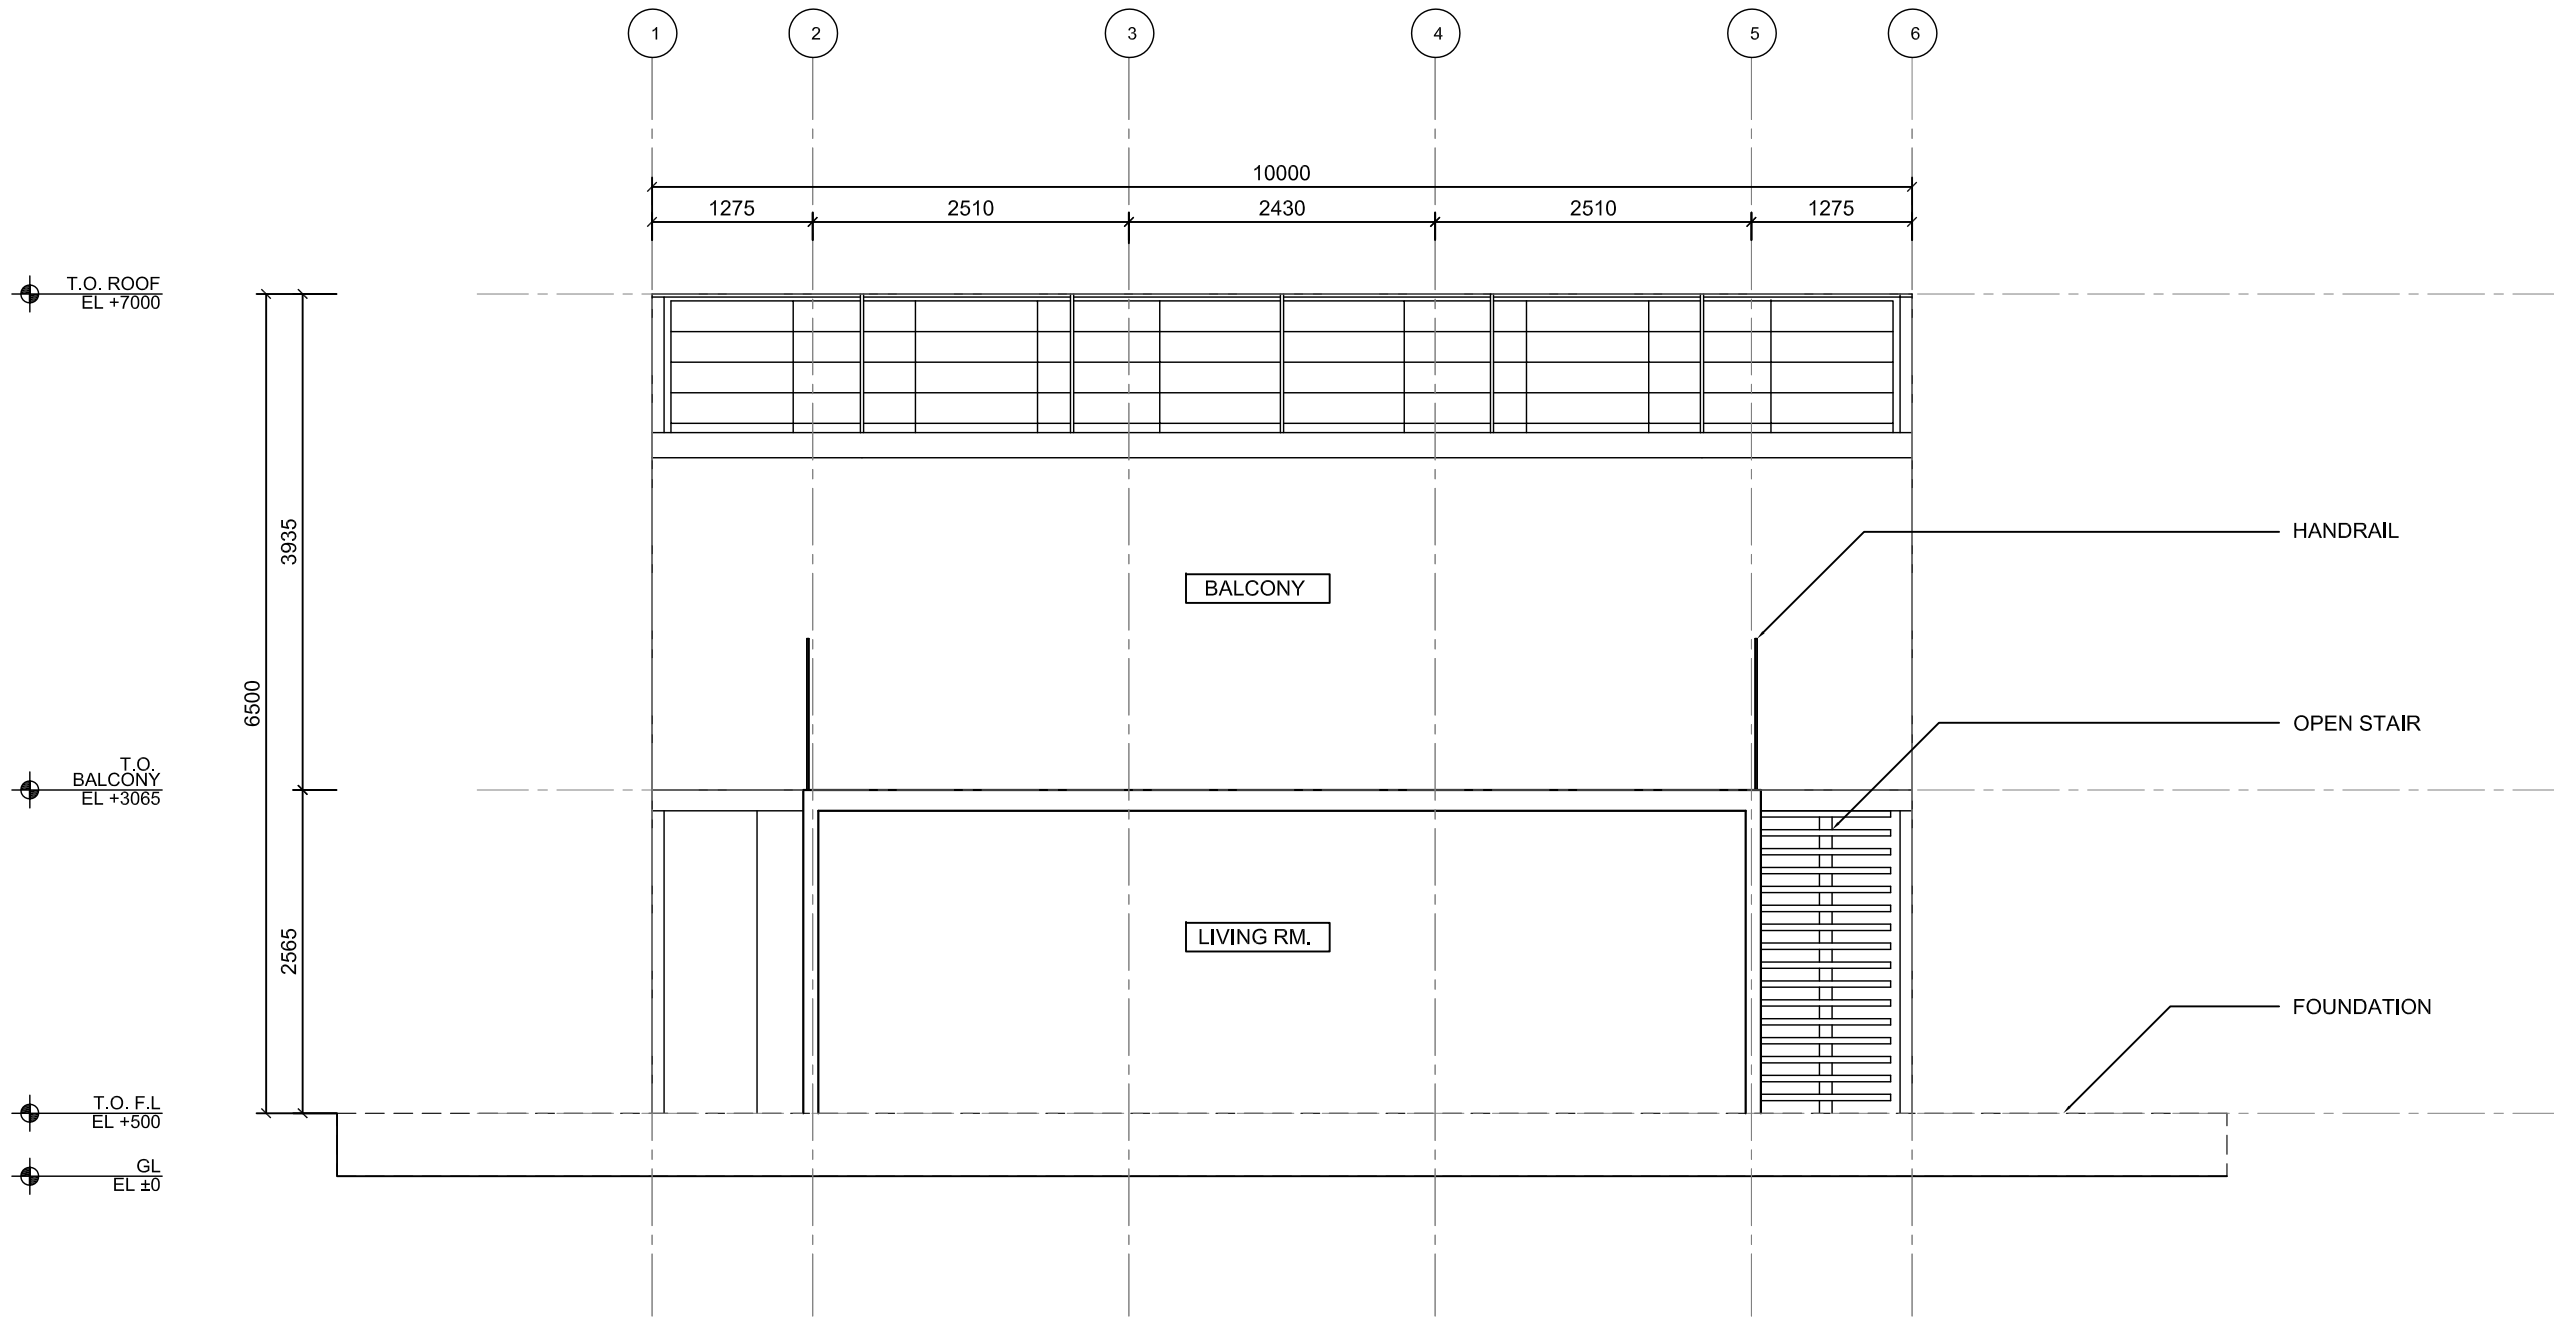 1 2 3 4 5 6
10000
1275 2510 2430 2510 1275
T.O. ROOF
EL +7000
3935
HANDRAIL
BALCONY
6500
OPEN STAIR
T.O.
BALCONY
EL +3065
2565
LIVING RM.
FOUNDATION
T.O. F.L
EL +500
GL
EL ±0